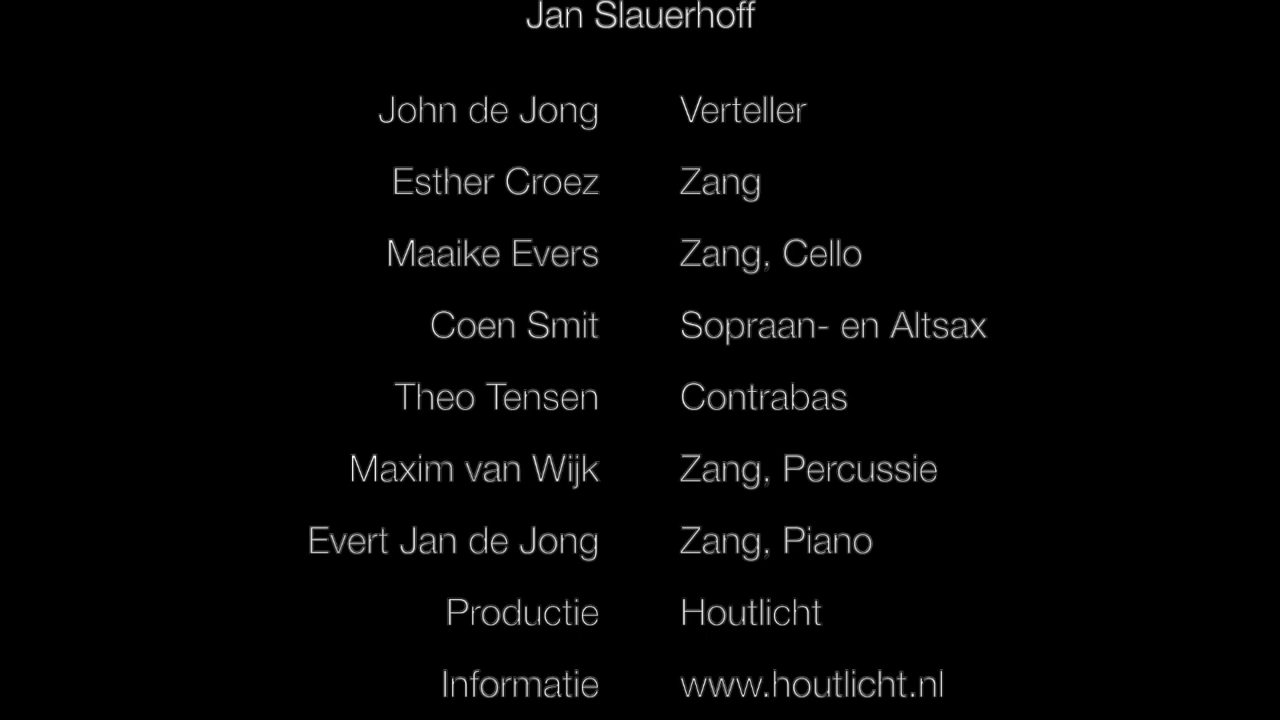 Jan Slauerhoff
John de Jong Verteller
Esther Croez Zang
Maaike Evers Zang, Cello
Coen Smit Sopraan- en Altsax
Theo Tensen Contrabas
Maxim van Wijk Zang, Percussie
Evert Jan de Jong Zang, Piano
Productie Houtlicht
Informatie www.houtlicht.nl